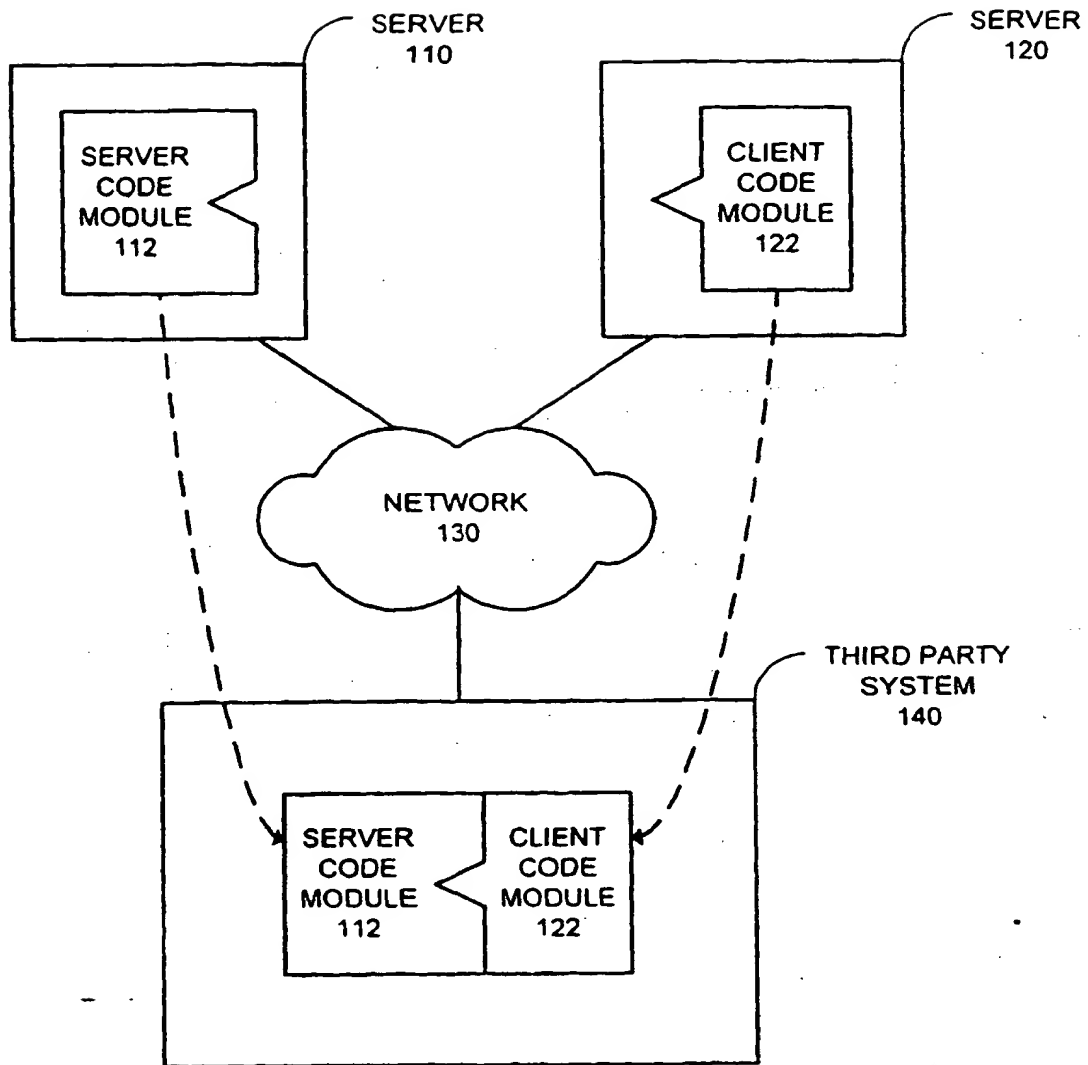 SERVER
110
SERVER
120
SERVER
CODE
MODULE
112
CLIENT
CODE
MODULE
122
NETWORK
130
THIRD PARTY
SYSTEM
140
SERVER
CODE
MODULE
112
CLIENT
CODE
MODULE
122